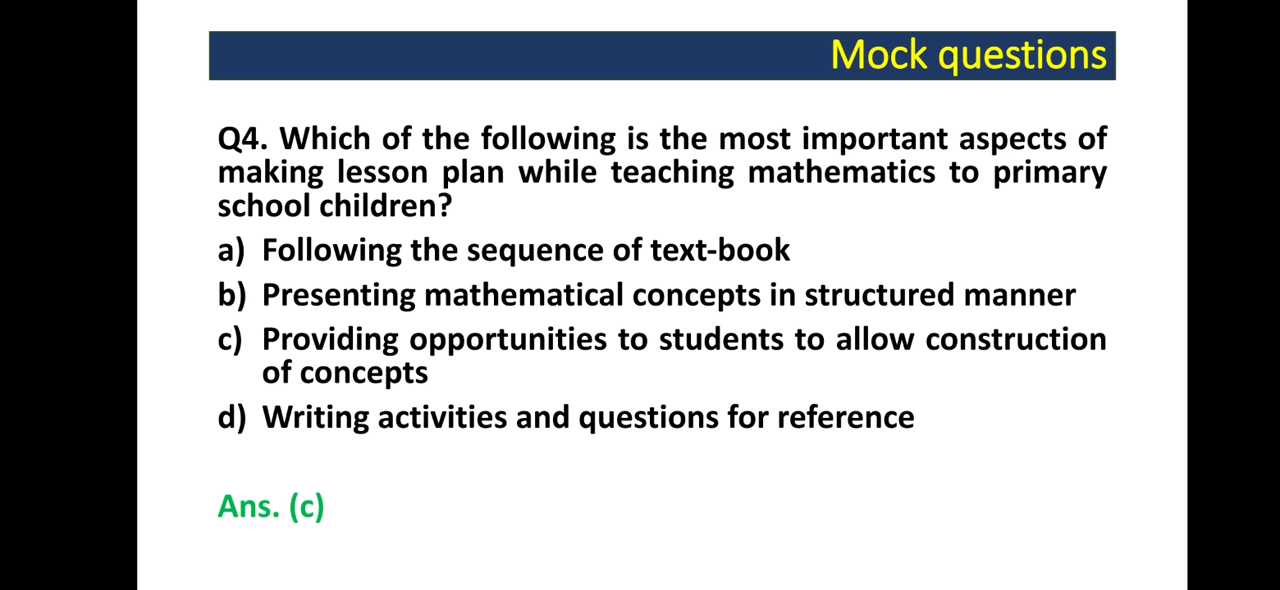 Mock questions
Q4. Which of the following is the most important aspects of
making lesson plan while teaching mathematics to primary
school children?
a) Following the sequence of text-book
b) Presenting mathematical concepts in structured manner
c) Providing opportunities to students to allow construction
of concepts
d) Writing activities and questions for reference
Ans. (c)